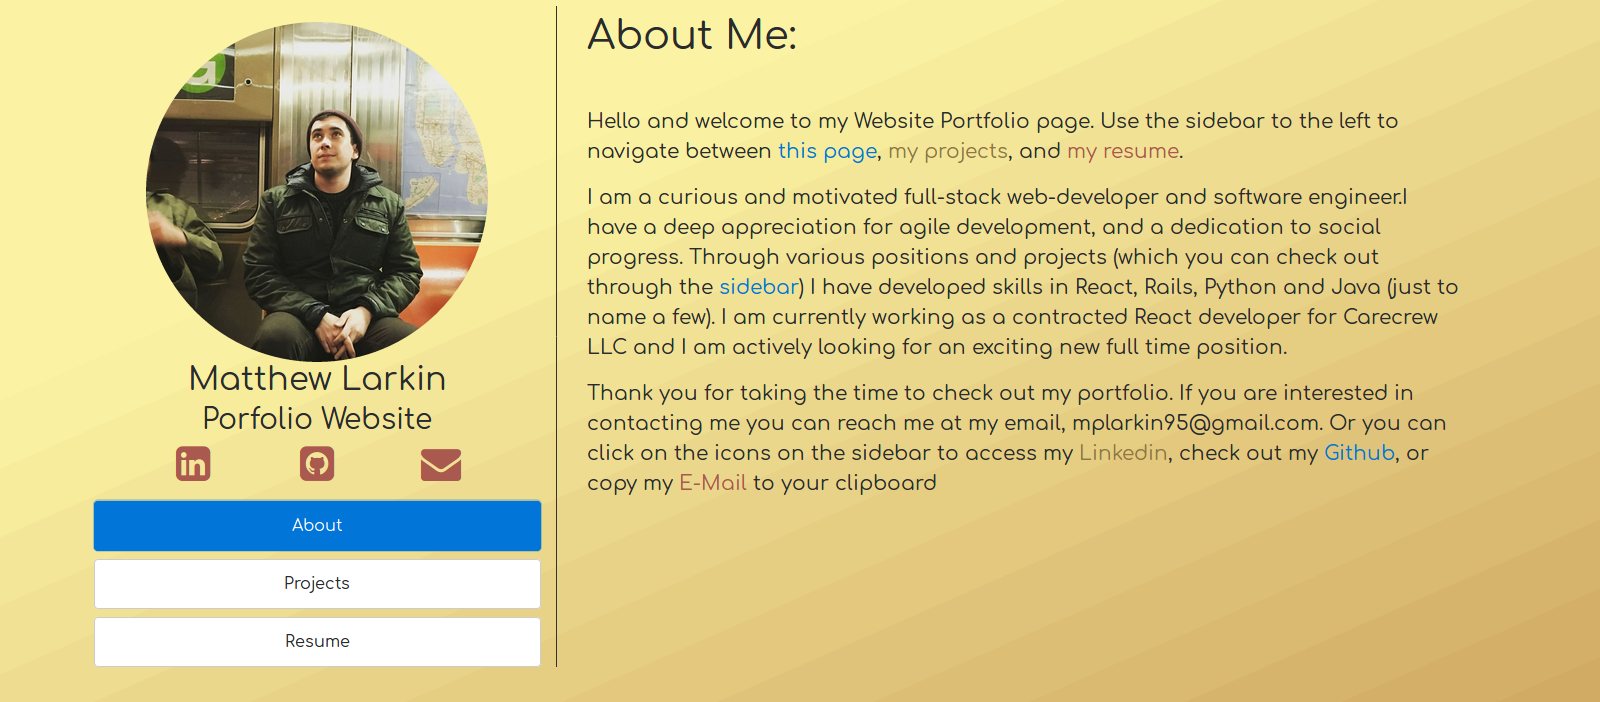 Matthew Larkin
Porfolio Website
About
Projects
Resume
About Me:
Hello and welcome to my Website Portfolio page. Use the sidebar to the left to
navigate between this page, my projects, and my resume.
I am a curious and motivated full-stack web-developer and software engineer.I
have a deep appreciation for agile development, and a dedication to social
progress. Through various positions and projects (which you can check out
through the sidebar) I have developed skills in React, Rails, Python and Java (just to
name a few). I am currently working as a contracted React developer for Carecrew
LLC and I am actively looking for an exciting new full time position.
Thank you for taking the time to check out my portfolio. If you are interested in
contacting me you can reach me at my email, mplarkin95@gmail.com. Or you can
click on the icons on the sidebar to access my Linkedin, check out my Github, or
copy my E-Mail to your clipboard